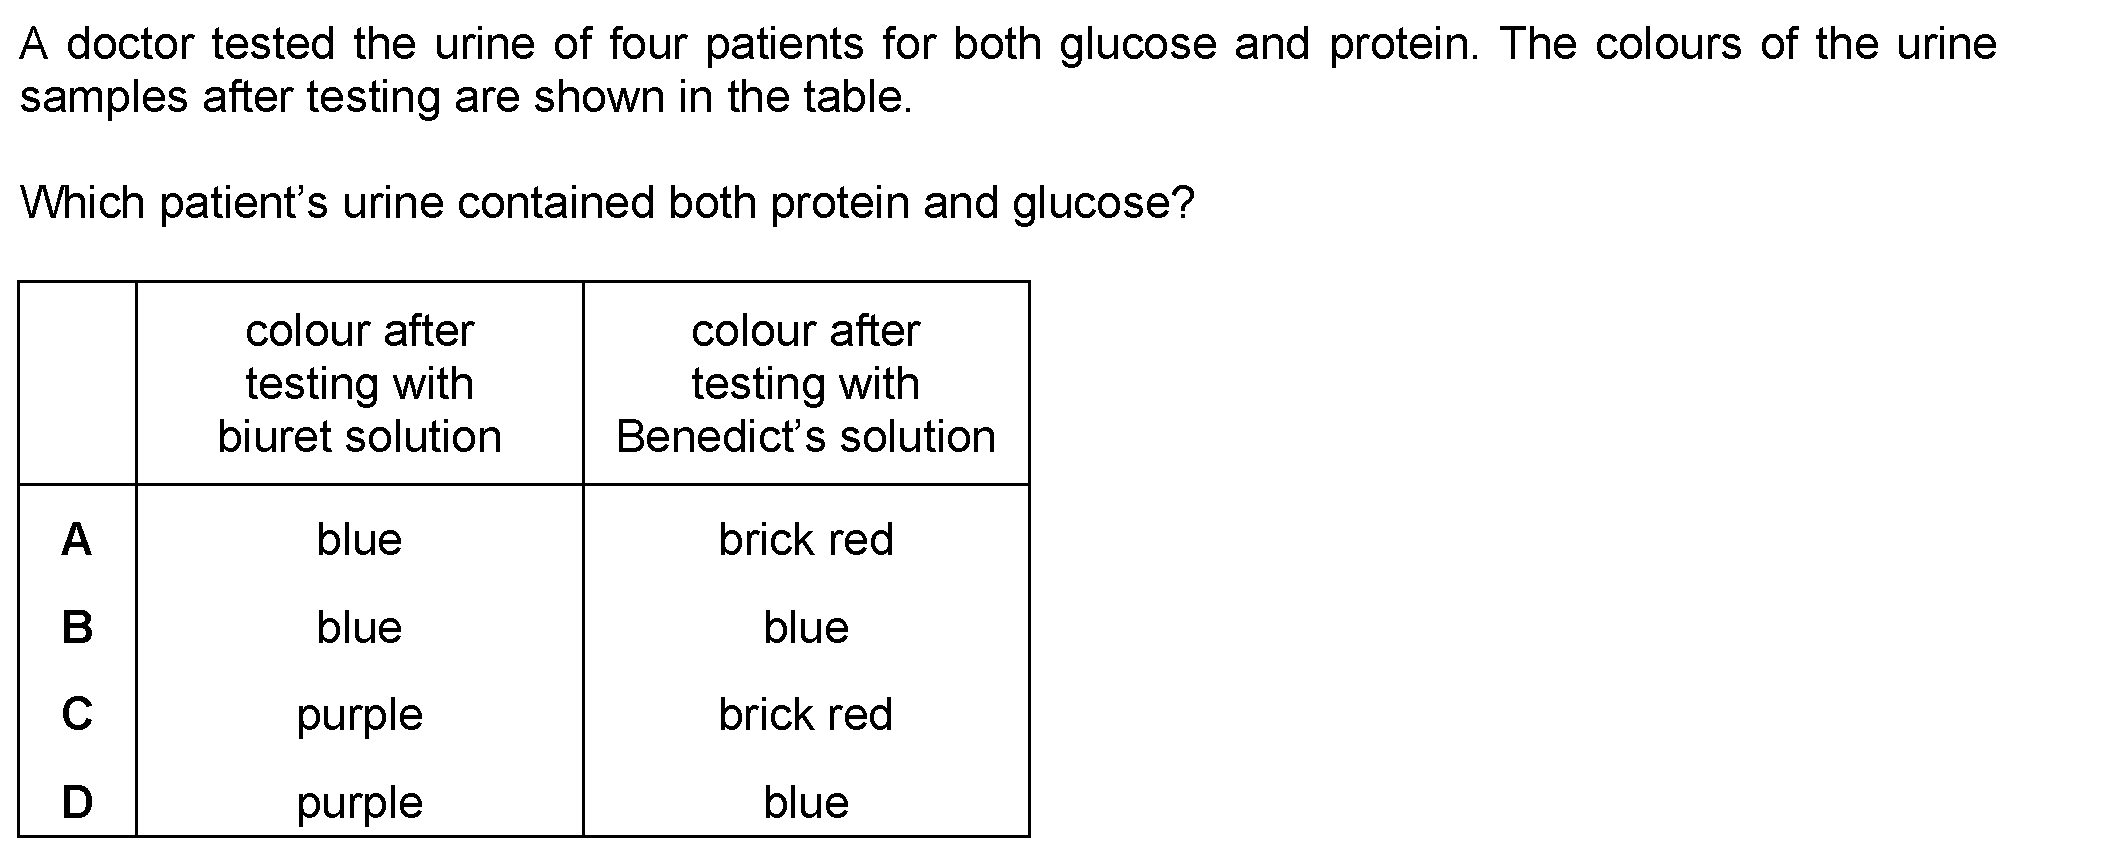 A doctor tested the urine of four patients for both glucose and protein. The colours of the urine
samples after testing are shown in the table.
Which patient’s urine contained both protein and glucose?
colour after testing with biuret solution
colour after testing with Benedict’s solution
A blue brick red
B blue blue
C purple brick red
D purple blue